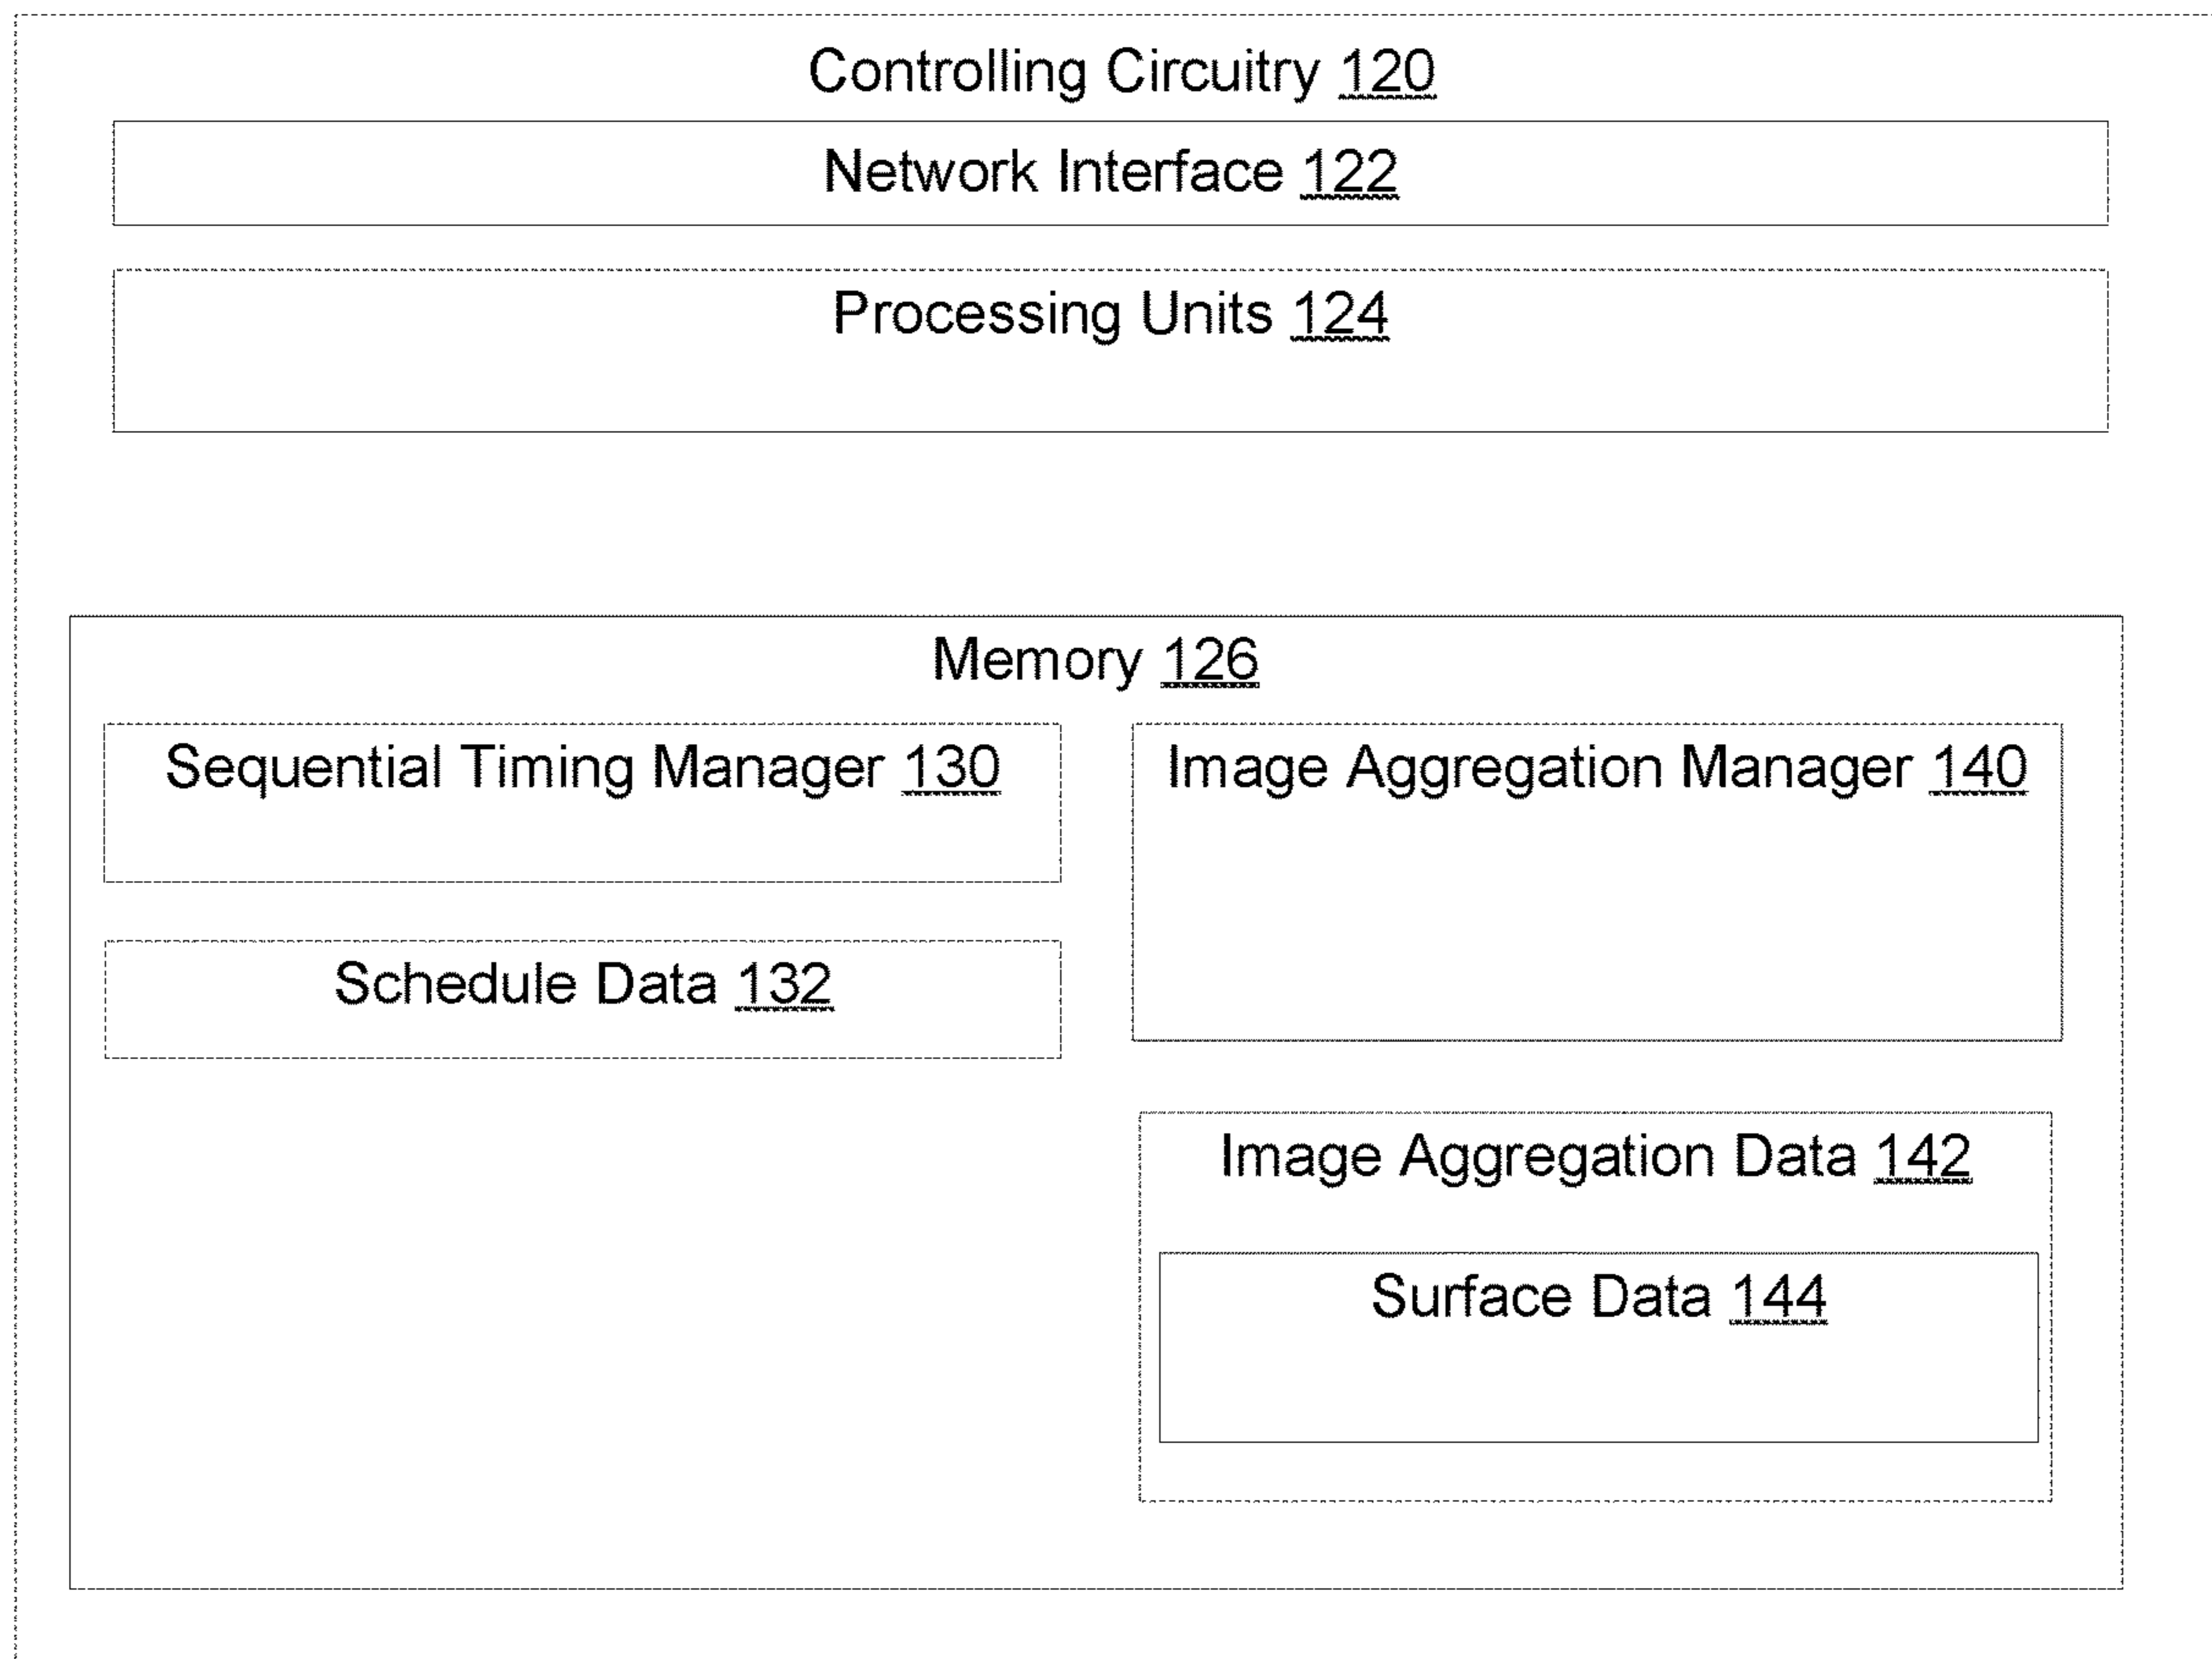 Controlling Circuitry 120
Network Interface 122
Processing Units 124
Memory 126
Sequential Timing Manager 130
Schedule Data 132
Image Aggregation Manager 140
Image Aggregation Data 142
Surface Data 144